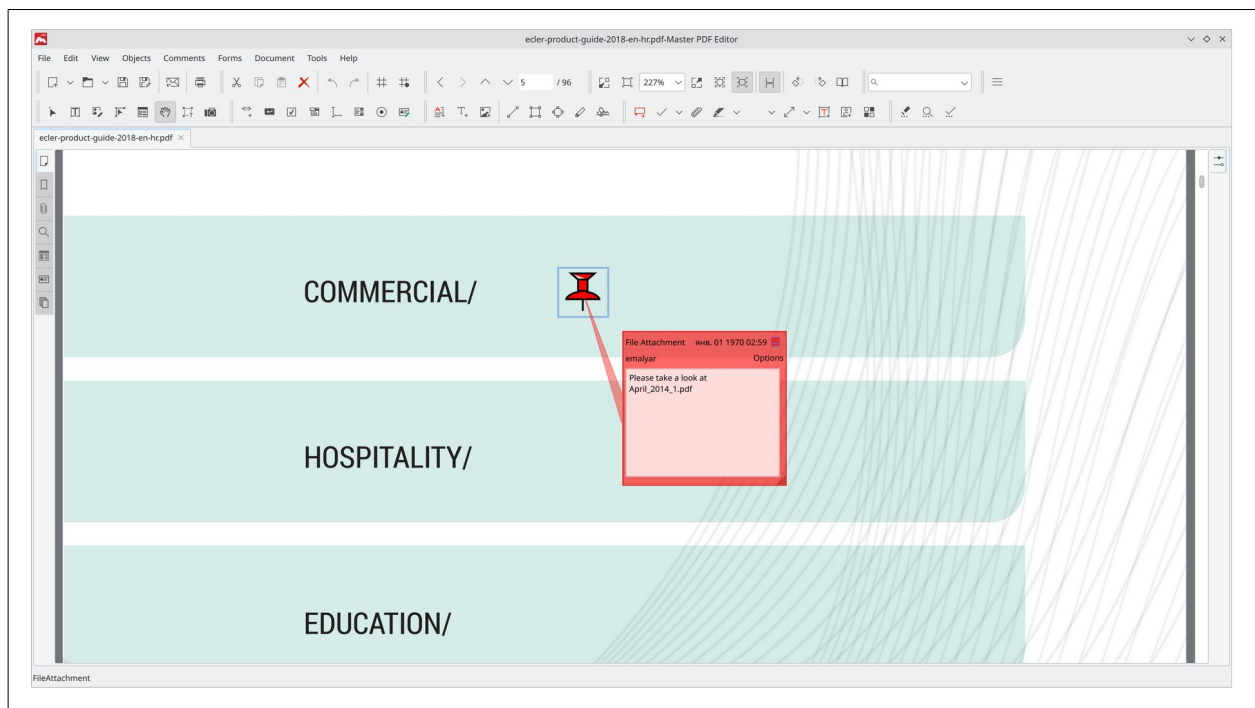 ecler-product-guide-2018-en-hr.pdf-Master PDF Editor
File Edit View Objects Comments Forms Document Tools Help
5 / 96 227%
ecler-product-guide-2018-en-hr.pdf
COMMERCIAL/
File Attachment янв. 01 1970 02:59
emalyar Options
Please take a look at
April_2014_1.pdf
HOSPITALITY/
EDUCATION/
FileAttachment